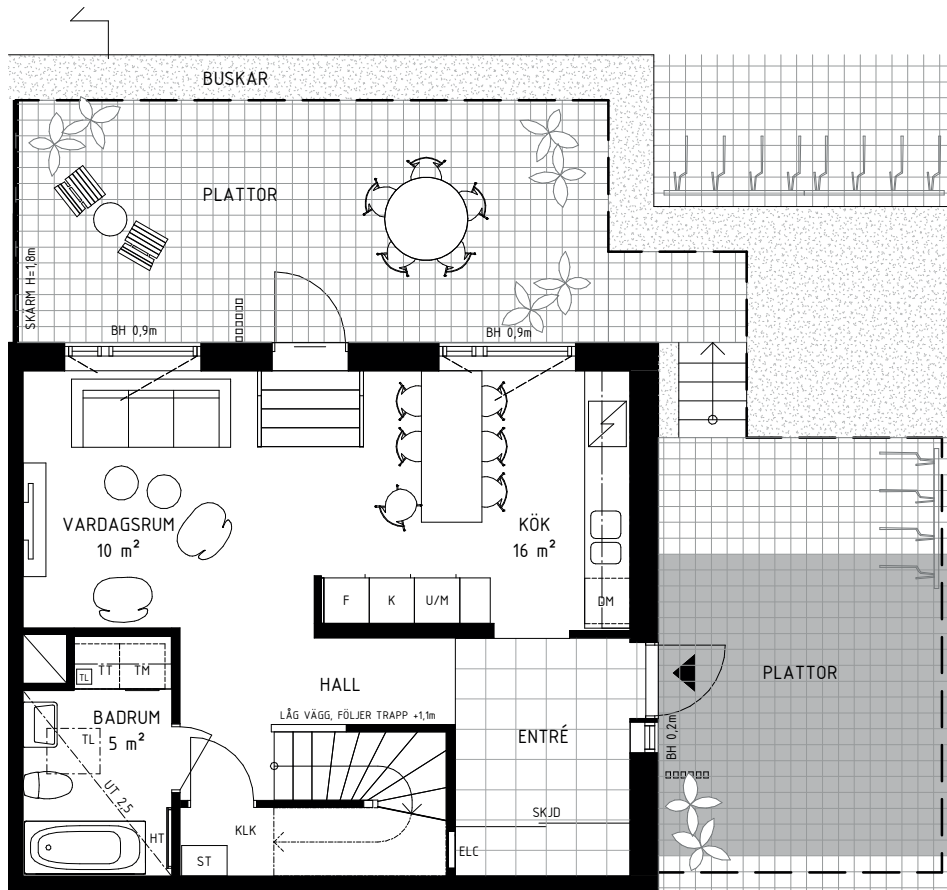 BUSKAR
PLATTOR
SKÄRM H=1,8m
BH 0,9m
BH 0,9m
VARDAGSRUM
10 m²
KÖK
16 m²
F
K
U/M
DM
TT
TM
TL
HALL
PLATTOR
LÅG VÄGG, FÖLJER TRAPP +1,1m
BADRUM
5 m²
TL
ENTRÉ
BH 0,2m
UT 2.5
SKJD
KLK
HT
ST
ELC